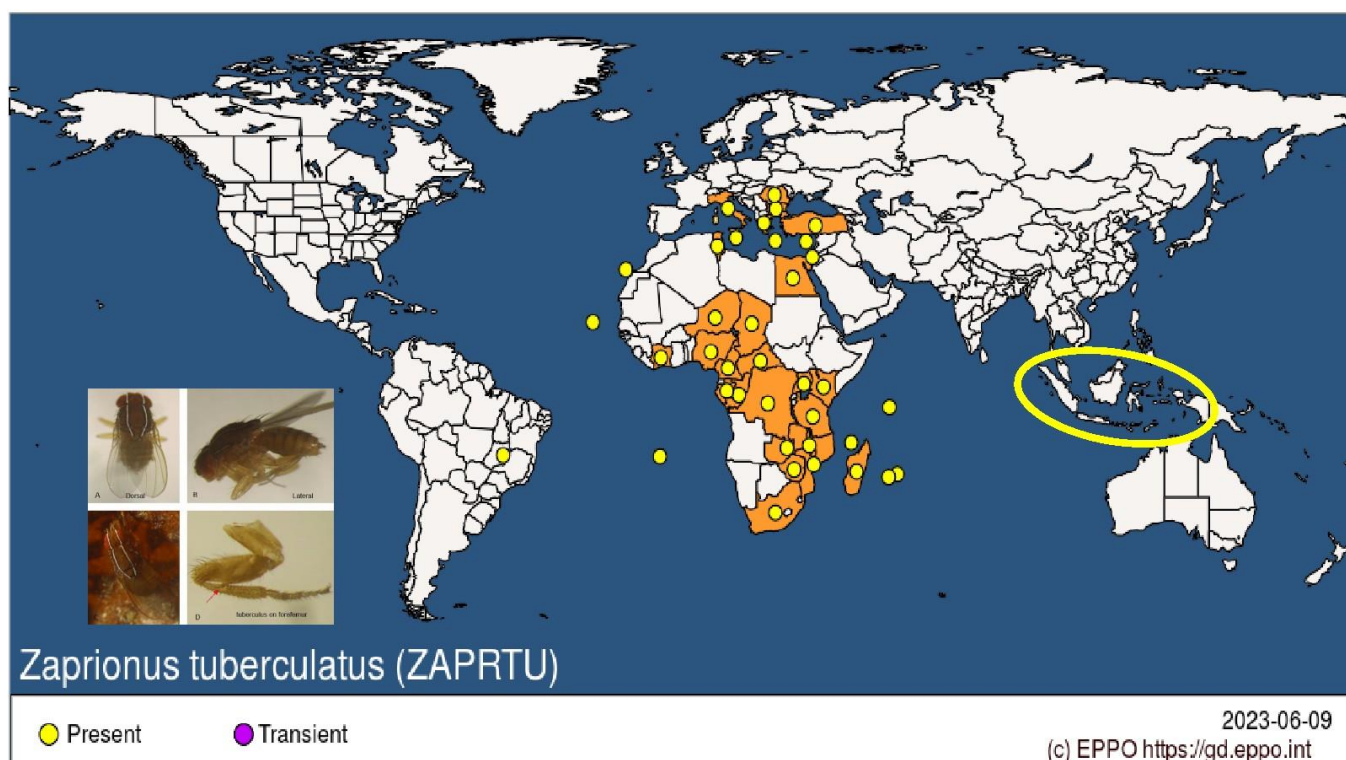 A
Dorsal
B
Lateral
D
tuberculus on forefemur
Zaprionus tuberculatus (ZAPRTU)
Present
Transient
2023-06-09
(c) EPPO https://gd.eppo.int